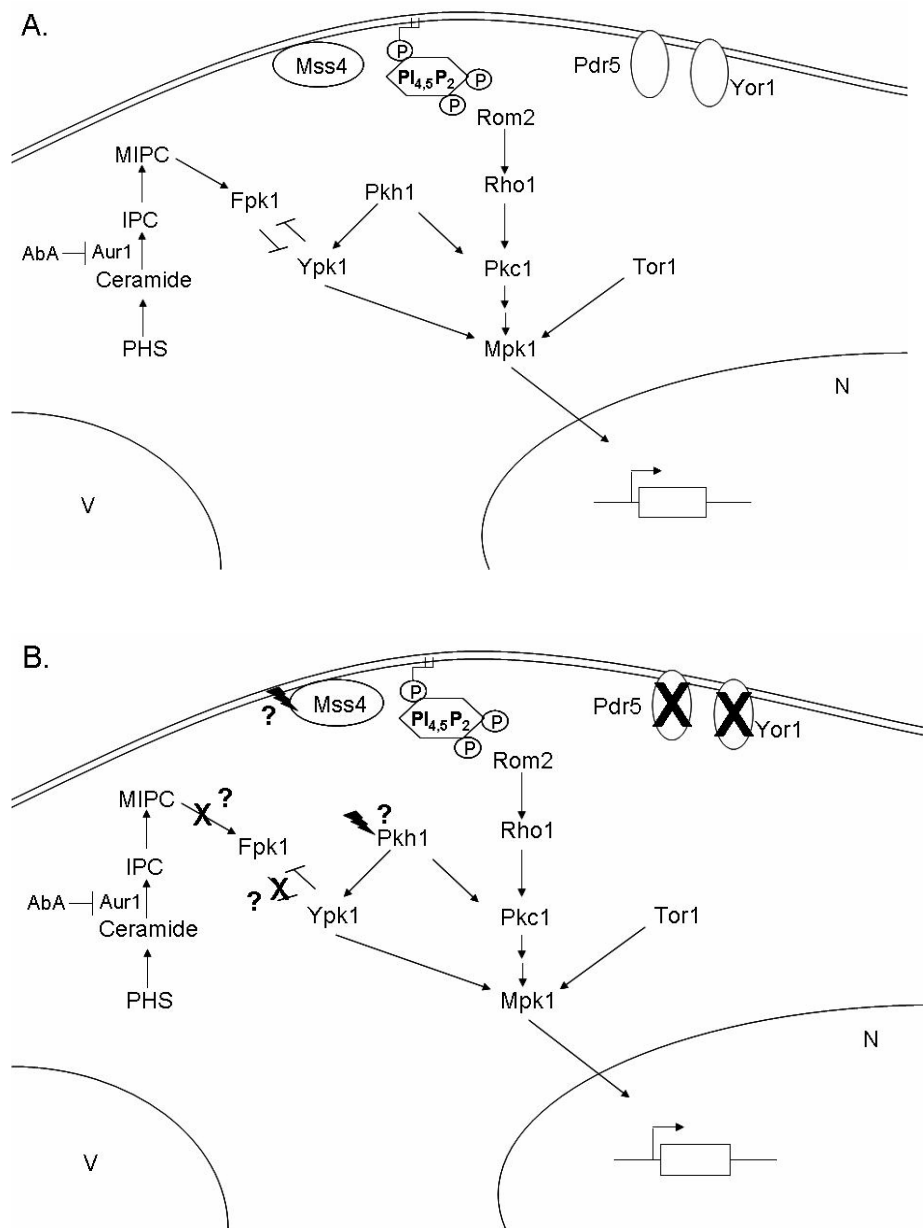 A.
Mss4
P
PI4,5P2
P
P
Pdr5
Yor1
Rom2
MIPC
Fpk1
Pkh1
Rho1
IPC
AbA
Aur1
Ypk1
Pkc1
Tor1
Ceramide
PHS
Mpk1
N
V
B.
Mss4
?
P
PI4,5P2
P
P
Pdr5
X
X
Yor1
Rom2
MIPC
X
?
?
Fpk1
Pkh1
Rho1
IPC
AbA
Aur1
?
X
Ypk1
Pkc1
Tor1
Ceramide
PHS
Mpk1
N
V